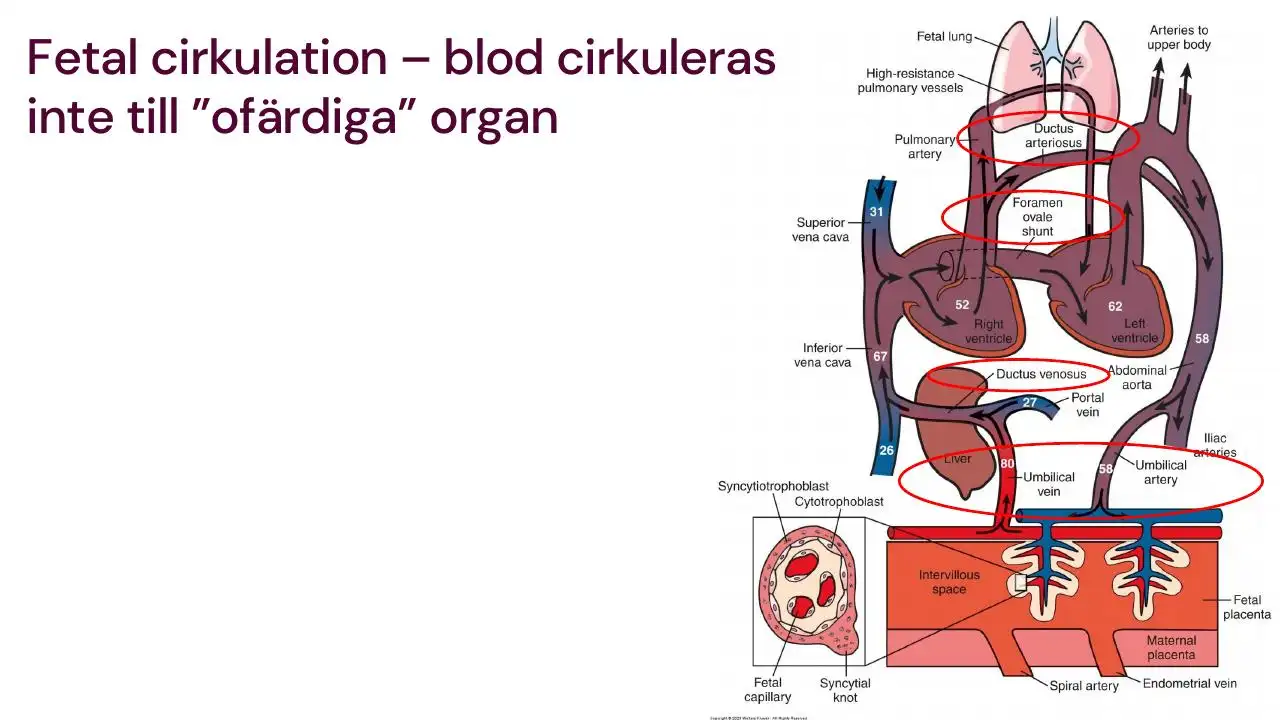 Fetal cirkulation – blod cirkuleras
inte till ”ofärdiga” organ
Fetal lung
Arteries to
upper body
High-resistance
pulmonary vessels
Pulmonary
artery
Ductus
arteriosus
Foramen
ovale
shunt
31
Superior
vena cava
52
Right
ventricle
62
Left
ventricle
58
Inferior
vena cava
67
Ductus venosus
Abdominal
aorta
27
Portal
vein
26
Liver
80
Umbilical
vein
58
Umbilical
artery
Iliac
arteries
Syncytiotrophoblast
Cytotrophoblast
Intervillous
space
Fetal
placenta
Maternal
placenta
Fetal
capillary
Syncytial
knot
Spiral artery
Endometrial vein